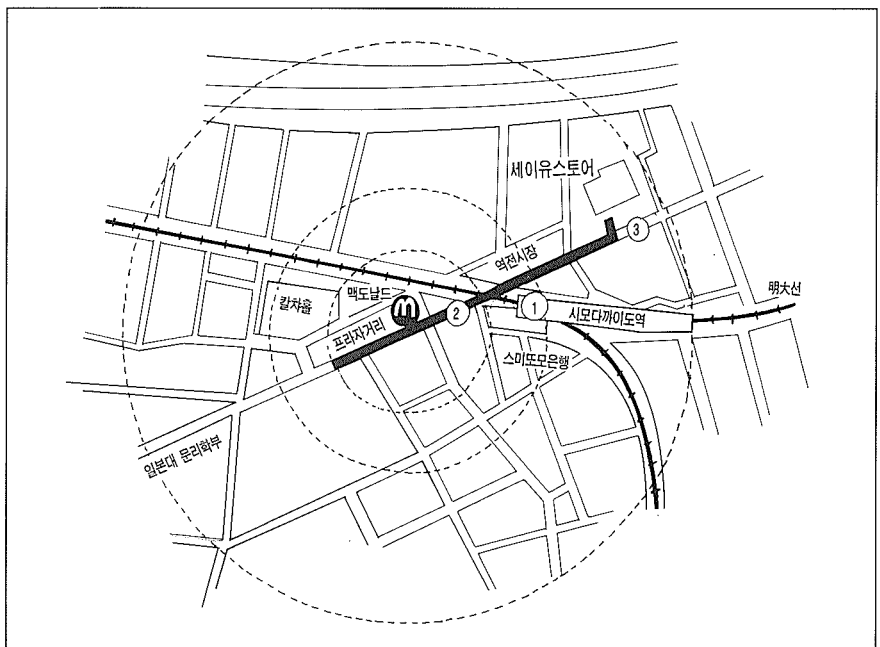 세이유스토어
③
역전시장
明大선
맥도날드
칼차홀
①
시모다까이도역
②
프라자거리
스미또모은행
일본대 문리학부